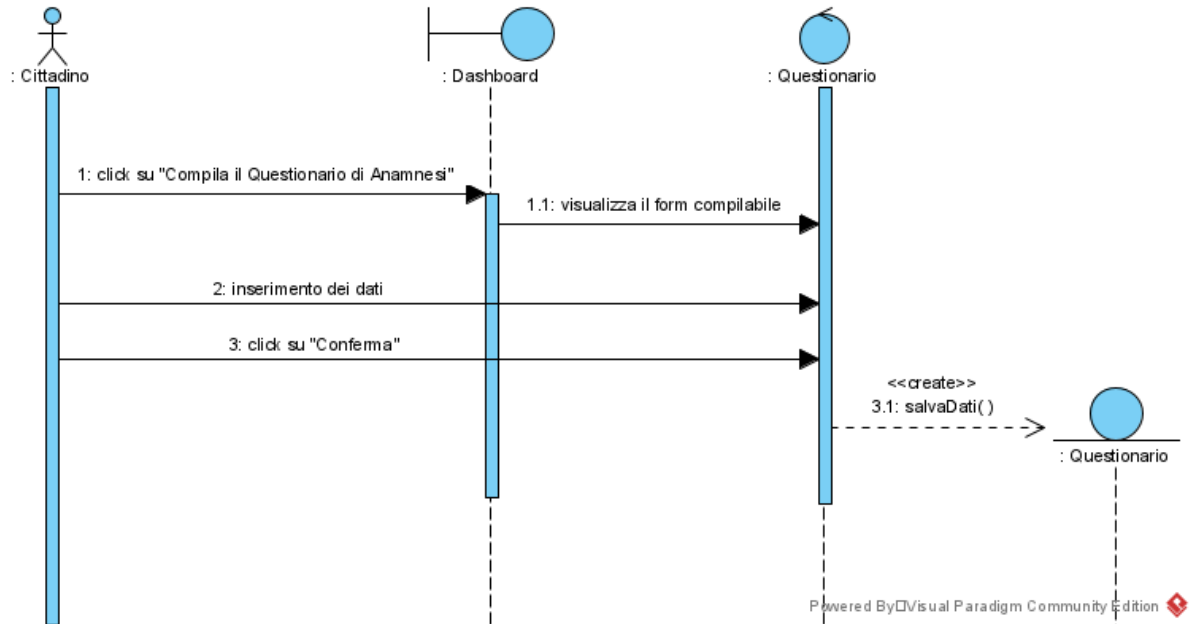 : Cittadino
: Dashboard
: Questionario
1: click su "Compila il Questionario di Anamnesi"
1.1: visualizza il form compilabile
2: inserimento dei dati
3: click su "Conferma"
<<create>>
3.1: salvaDati( )
: Questionario
Powered By□Visual Paradigm Community Edition